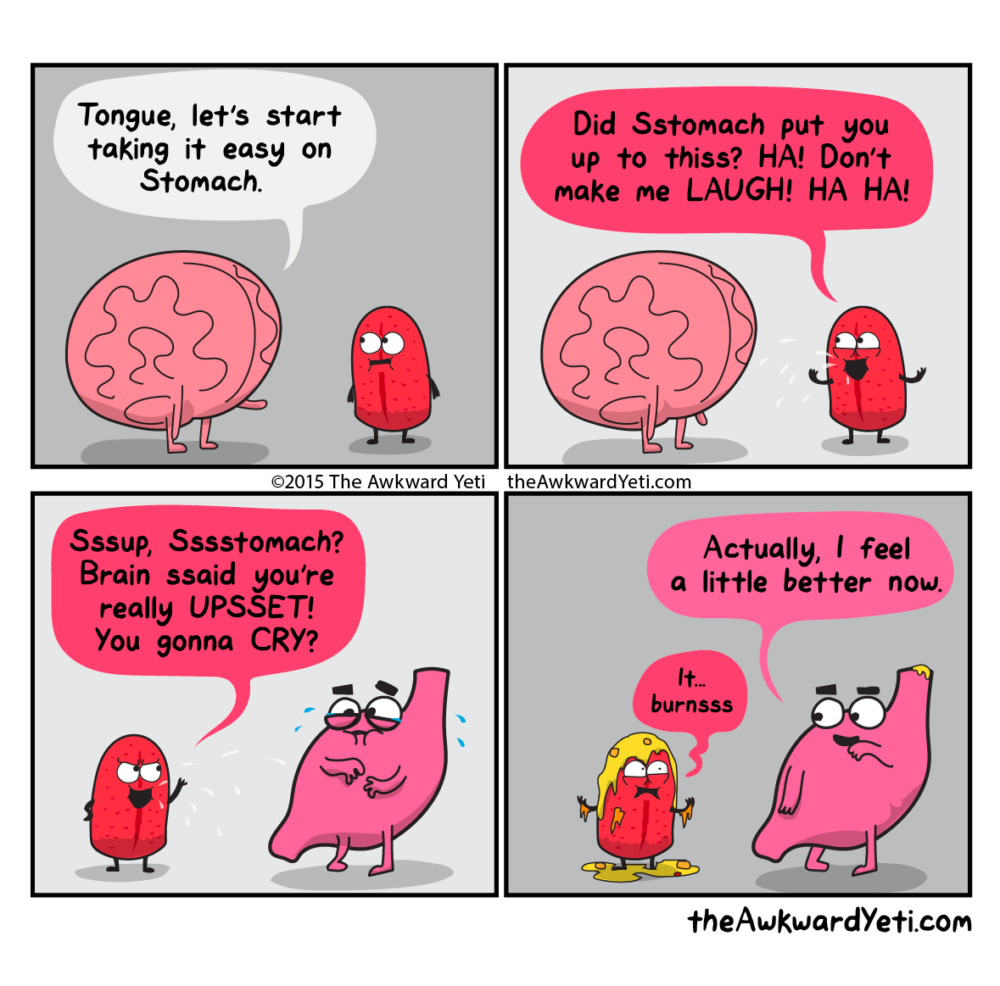 Tongue, let's start
taking it easy on
Stomach.
Did Sstomach put you
up to thiss? HA! Don't
make me LAUGH! HA HA!
©2015 The Awkward Yeti theAwkwardYeti.com
Sssup, Sssstomach?
Brain ssaid you're
really UPSSET!
You gonna CRY?
Actually, I feel
a little better now.
It...
burnsss
theAwkwardYeti.com